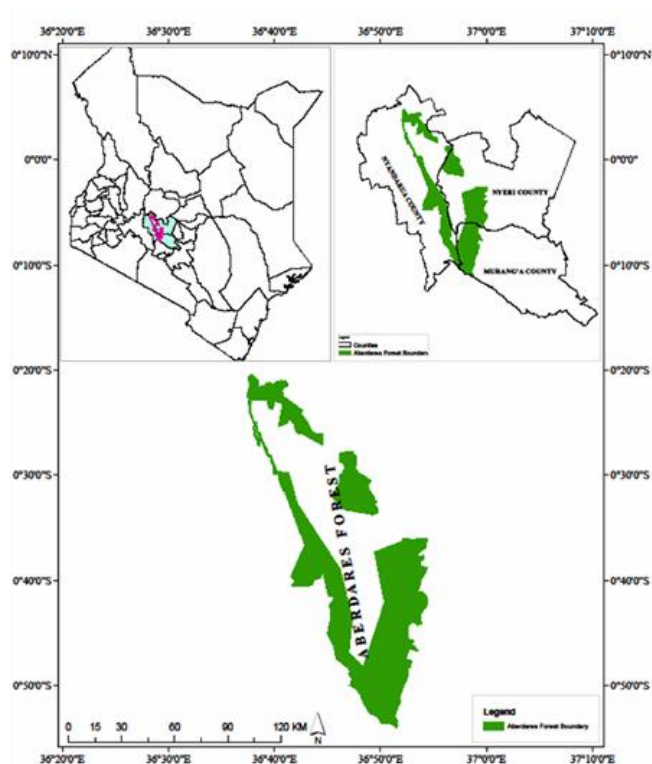 36°20'0"E 36°30'0"E 36°40'0"E 36°50'0"E 37°0'0"E 37°10'0"E
0°10'0"N
0°10'0"N
0°0'0"
0°0'0"
0°10'0"S
0°10'0"S
0°20'0"S
0°20'0"S
0°30'0"S
0°30'0"S
0°40'0"S
0°40'0"S
0°50'0"S
0°50'0"S
NYANDARUA COUNTY
NYERI COUNTY
MURANG'A COUNTY
Counties
Aberdares Forest Boundary
ABERDARES FOREST
0 15 30 60 90 120 KM
N
Legend
Aberdares Forest Boundary
36°20'0"E 36°30'0"E 36°40'0"E 36°50'0"E 37°0'0"E 37°10'0"E